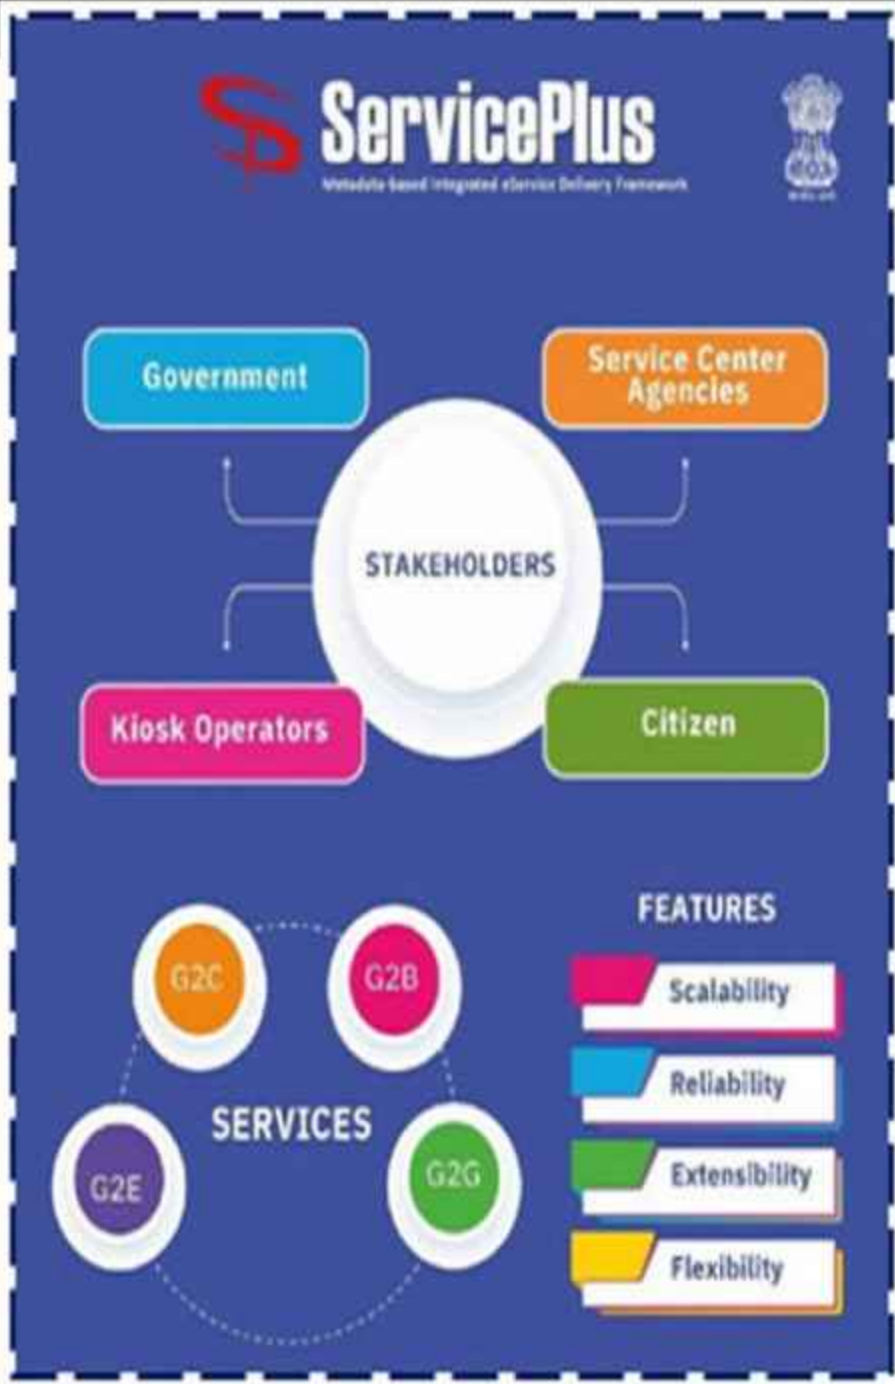 ServicePlus
Metadata-based Integrated eService Delivery Framework
Government
Service Center
Agencies
STAKEHOLDERS
Kiosk Operators
Citizen
G2C
G2B
SERVICES
G2E
G2G
FEATURES
Scalability
Reliability
Extensibility
Flexibility